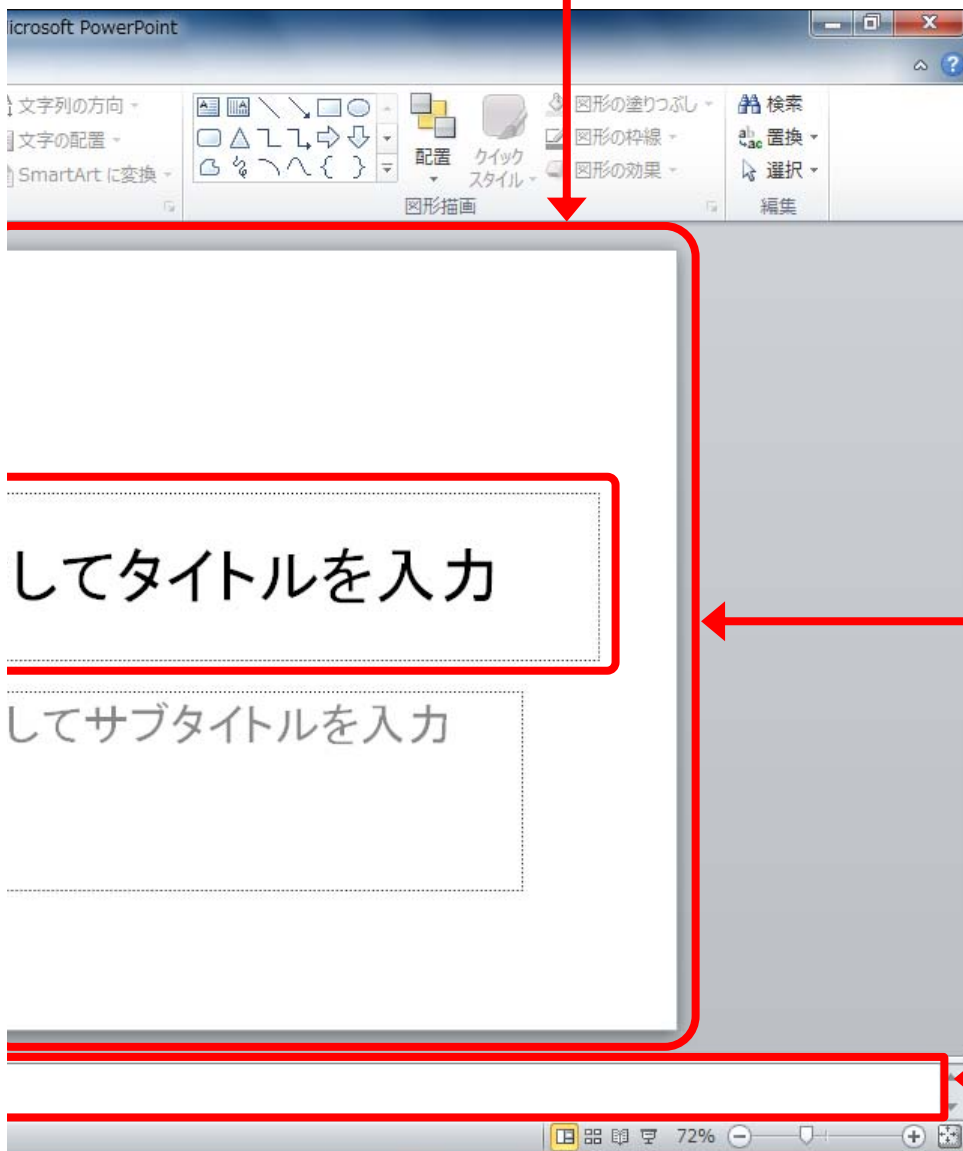 icrosoft PowerPoint
文字列の方向
文字の配置
SmartArt に変換
配置
クイック
スタイル
図形の塗りつぶし
図形の枠線
図形の効果
図形描画
検索
置換
選択
編集
してタイトルを入力
してサブタイトルを入力
72%